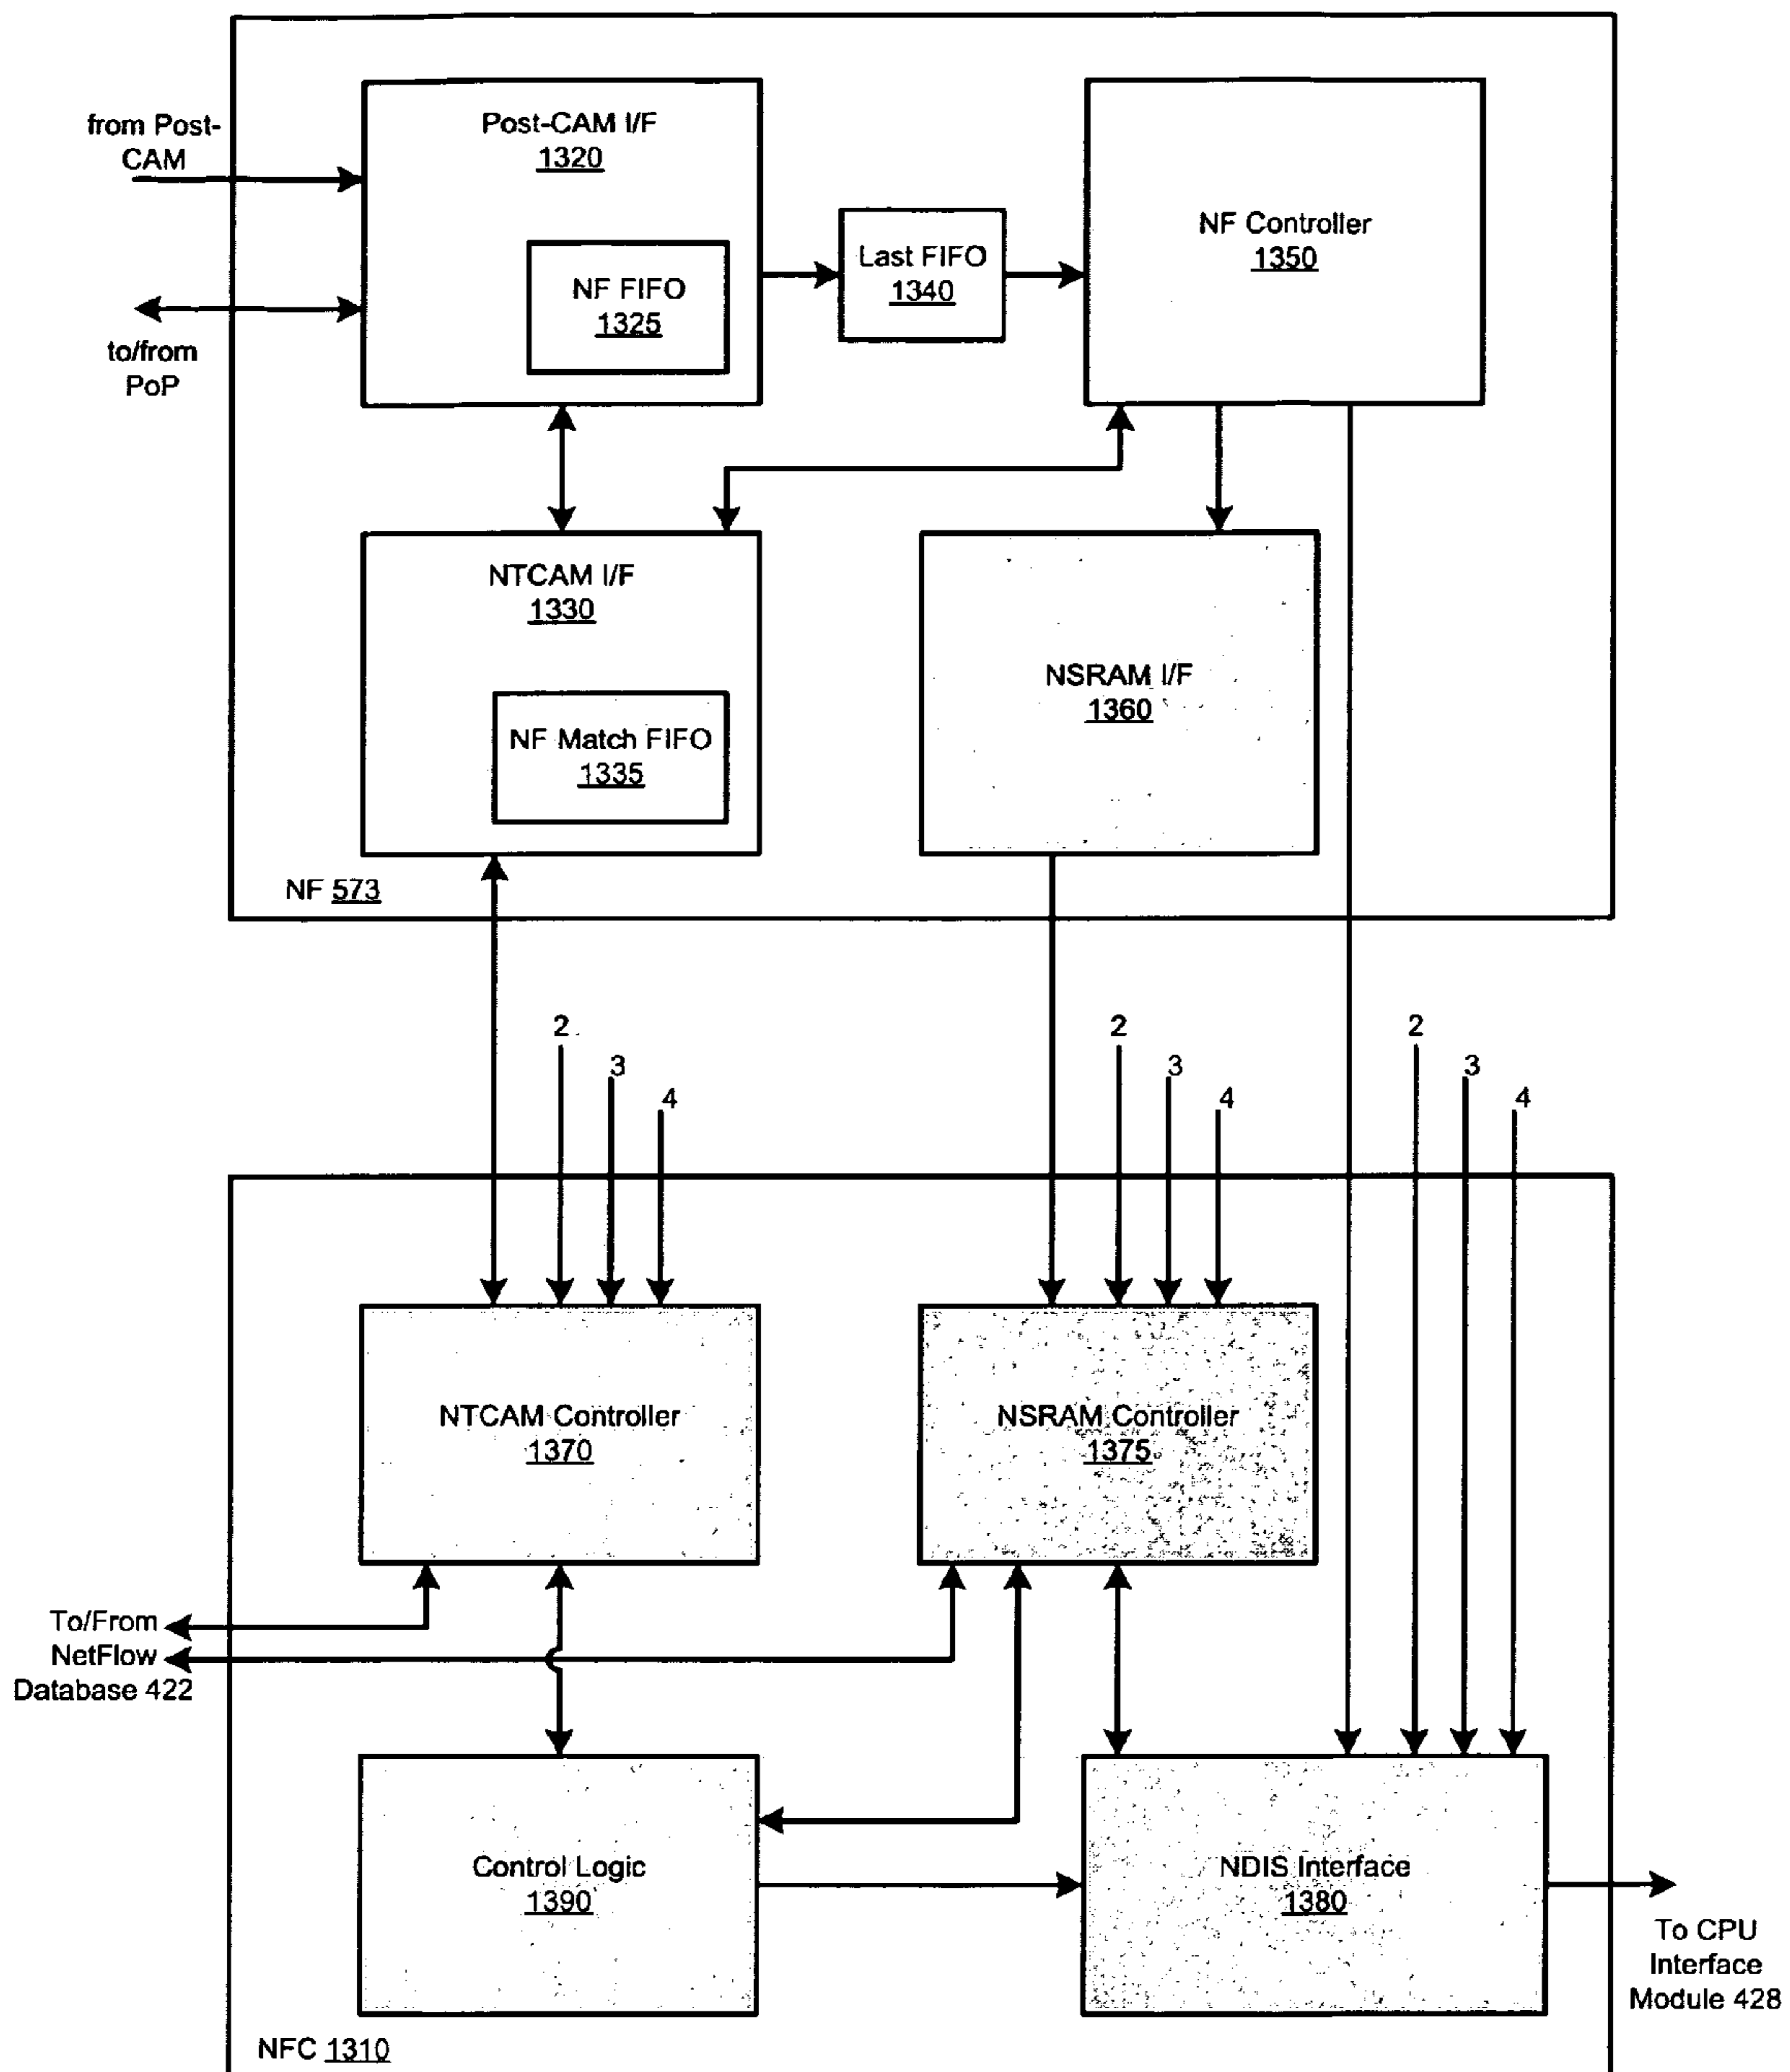 from Post-
CAM
to/from
PoP
Post-CAM I/F
1320
NF FIFO
1325
Last FIFO
1340
NF Controller
1350
NTCAM I/F
1330
NF Match FIFO
1335
NSRAM I/F
1360
NF 573
2
3
4
2
3
4
2
3
4
NTCAM Controller
1370
NSRAM Controller
1375
To/From
NetFlow
Database 422
Control Logic
1390
NDIS Interface
1380
To CPU
Interface
Module 428
NFC 1310